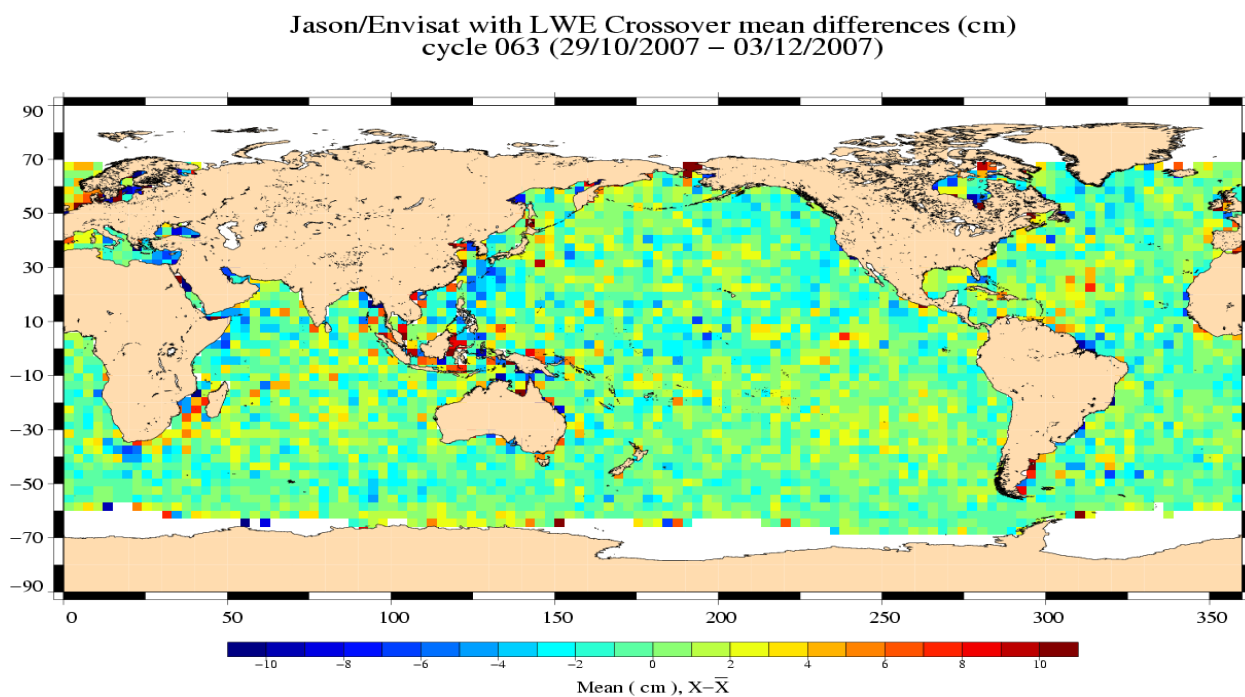 Jason/Envisat with LWE Crossover mean differences (cm)
cycle 063 (29/10/2007 − 03/12/2007)
90
70
50
30
10
−10
−30
−50
−70
−90
0 50 100 150 200 250 300 350
−10 −8 −6 −4 −2 0 2 4 6 8 10
Mean ( cm ), X−X̅